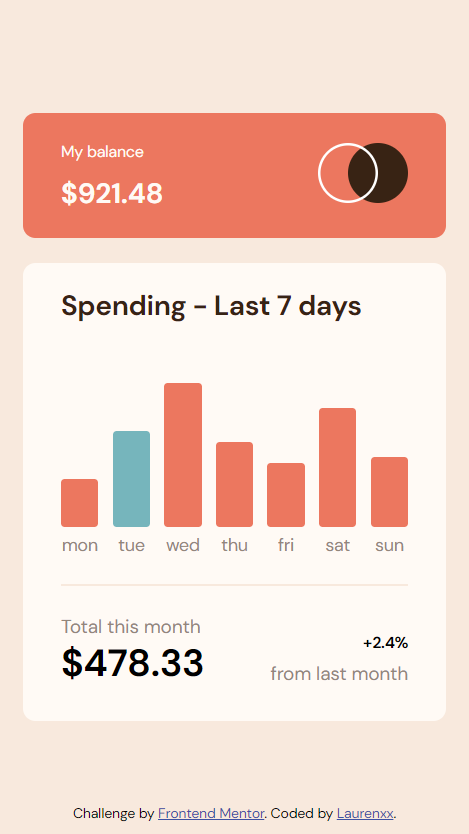 My balance
$921.48
Spending - Last 7 days
mon tue wed thu fri sat sun
Total this month
$478.33
+2.4%
from last month
Challenge by Frontend Mentor. Coded by Laurenxx.